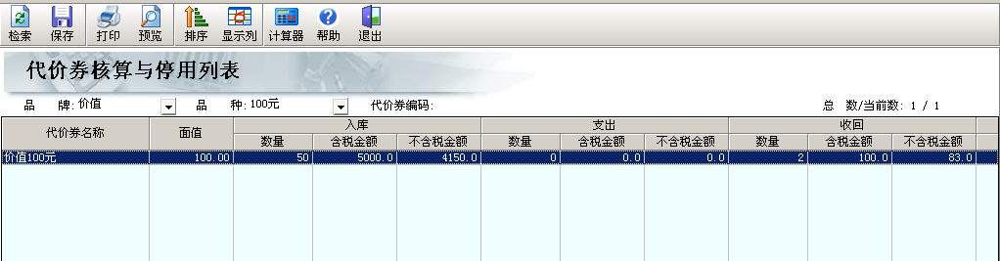 检索 保存 打印 预览 排序 显示列 计算器 帮助 退出
代价券核算与停用列表
品 牌: 价值 品 种: 100元 代价券编码: 总 数/当前数: 1 / 1
代价券名称 面值 入库 支出 收回
数量 含税金额 不含税金额 数量 含税金额 不含税金额 数量 含税金额 不含税金额
价值100元 100.00 50 5000.0 4150.0 0 0.0 0.0 2 100.0 83.0